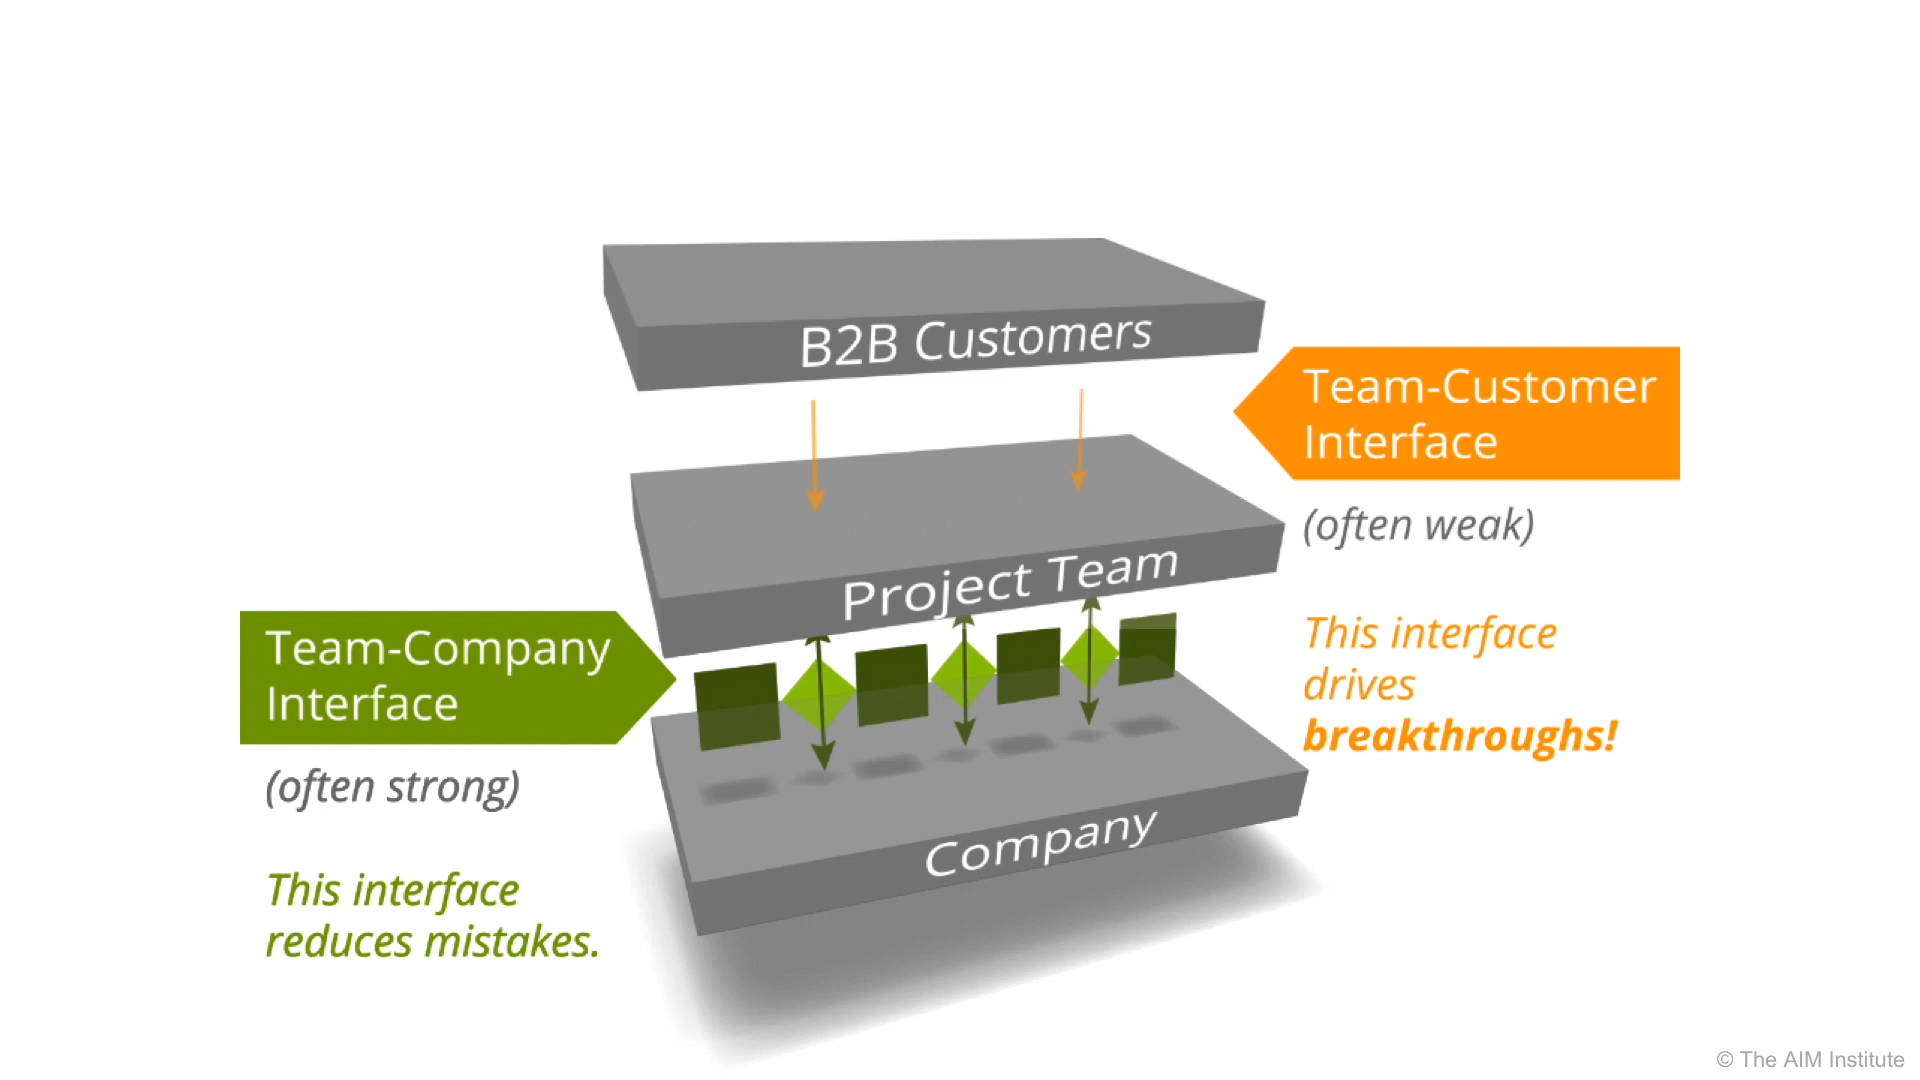 B2B Customers
Team-Customer
Interface
(often weak)
Project Team
This interface
drives
breakthroughs!
Team-Company
Interface
(often strong)
Company
This interface
reduces mistakes.
© The AIM Institute